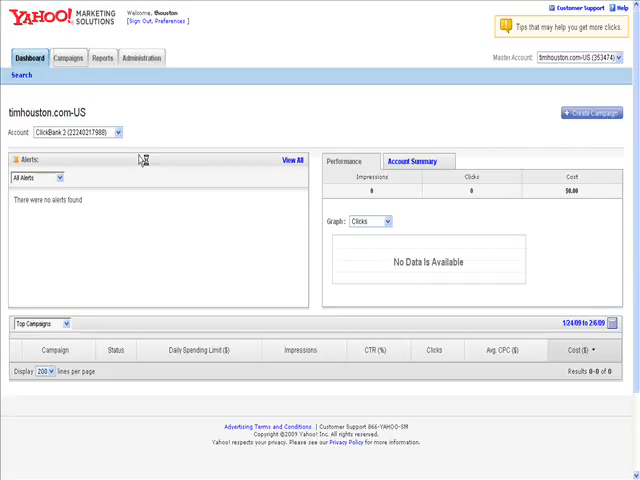 YAHOO! MARKETING SOLUTIONS
Welcome, thouston
[Sign Out, Preferences]
Customer Support
Help
Tips that may help you get more clicks.
Dashboard
Campaigns
Reports
Administration
Master Account: timhouston.com-US (353474)
Search
timhouston.com-US
+ Create Campaign
Account: ClickBank 2 (22240217988)
Alerts:
View All
All Alerts
There were no alerts found
Performance
Account Summary
Impressions Clicks Cost
0 0 $0.00
Graph: Clicks
No Data Is Available
Top Campaigns
1/24/09 to 2/6/09
Campaign Status Daily Spending Limit ($) Impressions CTR (%) Clicks Avg. CPC ($) Cost ($)
Display 200 lines per page
Results 0-0 of 0
Advertising Terms and Conditions | Customer Support 866-YAHOO-SM
Copyright ©2009 Yahoo! Inc. All rights reserved.
Yahoo! respects your privacy. Please see our Privacy Policy for more information.